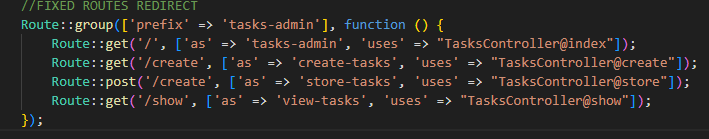 //FIXED ROUTES REDIRECT
Route::group(['prefix' => 'tasks-admin'], function () {
    Route::get('/', ['as' => 'tasks-admin', 'uses' => "TasksController@index"]);
    Route::get('/create', ['as' => 'create-tasks', 'uses' => "TasksController@create"]);
    Route::post('/create', ['as' => 'store-tasks', 'uses' => "TasksController@store"]);
    Route::get('/show', ['as' => 'view-tasks', 'uses' => "TasksController@show"]);
});